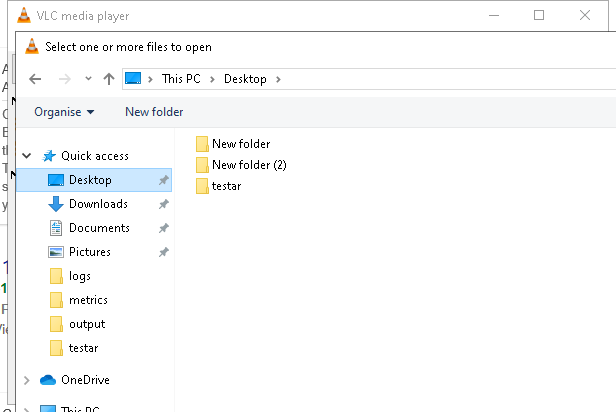 VLC media player
Select one or more files to open
This PC
Desktop
Organise
New folder
Quick access
Desktop
Downloads
Documents
Pictures
logs
metrics
output
testar
OneDrive
This PC
New folder
New folder (2)
testar